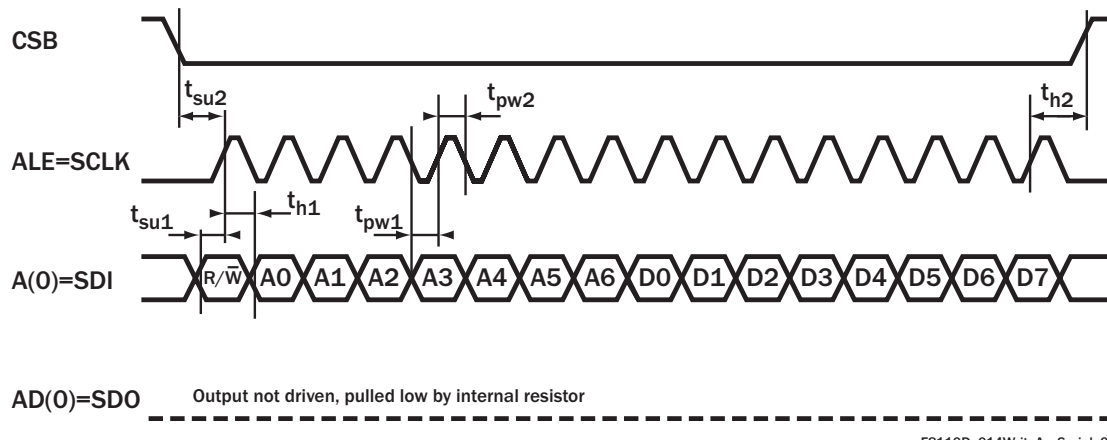 CSB
tsu2
tpw2
th2
ALE=SCLK
tsu1
th1
tpw1
A(0)=SDI
R/W̅ A0 A1 A2 A3 A4 A5 A6 D0 D1 D2 D3 D4 D5 D6 D7
AD(0)=SDO
Output not driven, pulled low by internal resistor